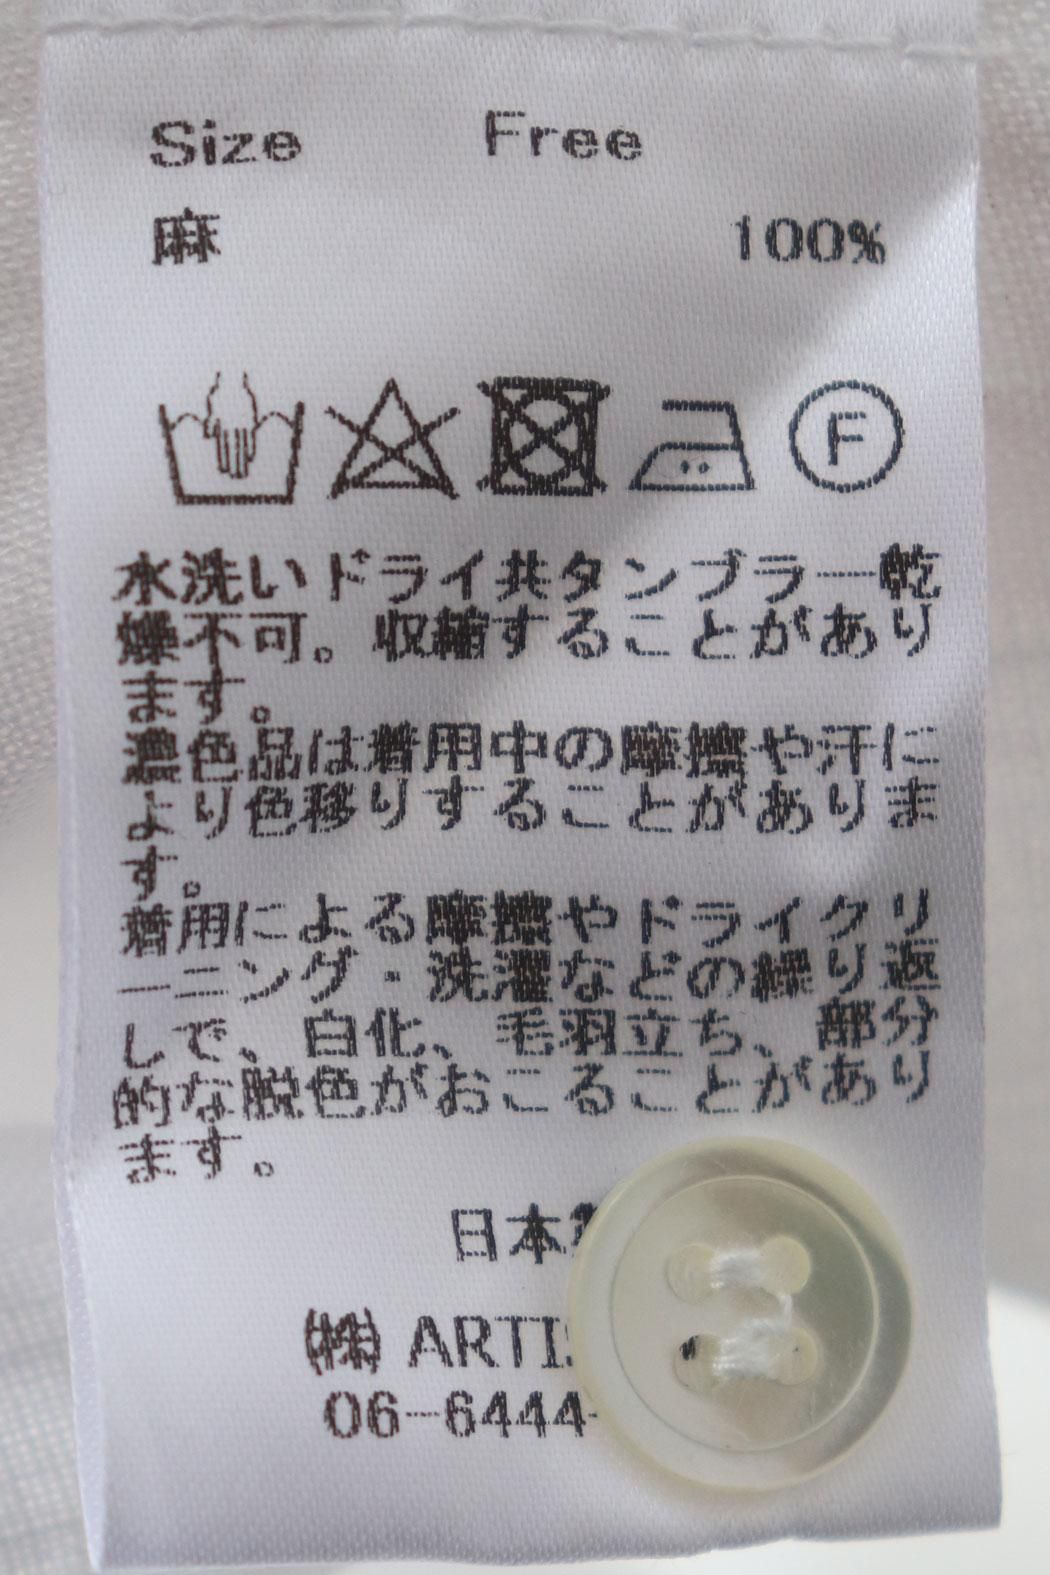 Size Free
麻 100%
F
水洗いドライ共タンブラー乾
燥不可。収縮することがあり
ます。
濃色品は着用中の摩擦や汗に
より色移りすることがありま
す。
着用による摩擦やドライクリ
ーニング・洗濯などの繰り返
しで、白化、毛羽立ち、部分
的な脱色がおこることがあり
ます。
日本
㈱ ARTI
06-6444-